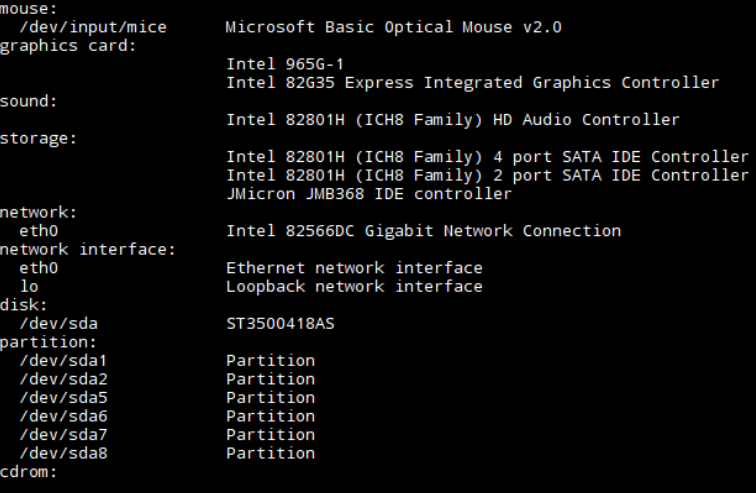 mouse:
  /dev/input/mice      Microsoft Basic Optical Mouse v2.0
graphics card:
                       Intel 965G-1
                       Intel 82G35 Express Integrated Graphics Controller
sound:
                       Intel 82801H (ICH8 Family) HD Audio Controller
storage:
                       Intel 82801H (ICH8 Family) 4 port SATA IDE Controller
                       Intel 82801H (ICH8 Family) 2 port SATA IDE Controller
                       JMicron JMB368 IDE controller
network:
  eth0                 Intel 82566DC Gigabit Network Connection
network interface:
  eth0                 Ethernet network interface
  lo                   Loopback network interface
disk:
  /dev/sda             ST3500418AS
partition:
  /dev/sda1            Partition
  /dev/sda2            Partition
  /dev/sda5            Partition
  /dev/sda6            Partition
  /dev/sda7            Partition
  /dev/sda8            Partition
cdrom: